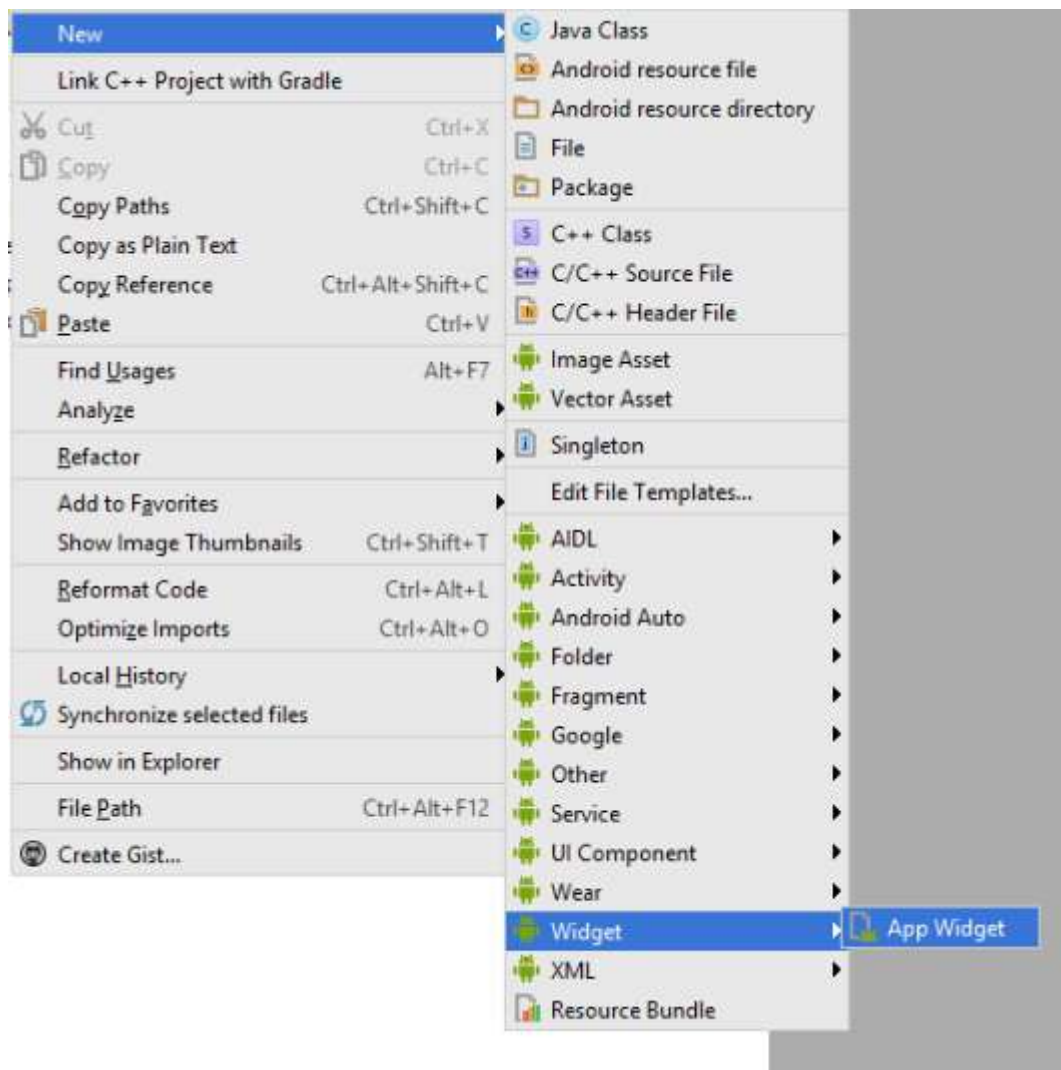 New
Link C++ Project with Gradle
Cut Ctrl+X
Copy Ctrl+C
Copy Paths Ctrl+Shift+C
Copy as Plain Text
Copy Reference Ctrl+Alt+Shift+C
Paste Ctrl+V
Find Usages Alt+F7
Analyze
Refactor
Add to Favorites
Show Image Thumbnails Ctrl+Shift+T
Reformat Code Ctrl+Alt+L
Optimize Imports Ctrl+Alt+O
Local History
Synchronize selected files
Show in Explorer
File Path Ctrl+Alt+F12
Create Gist...
Java Class
Android resource file
Android resource directory
File
Package
C++ Class
C/C++ Source File
C/C++ Header File
Image Asset
Vector Asset
Singleton
Edit File Templates...
AIDL
Activity
Android Auto
Folder
Fragment
Google
Other
Service
UI Component
Wear
Widget
XML
Resource Bundle
App Widget